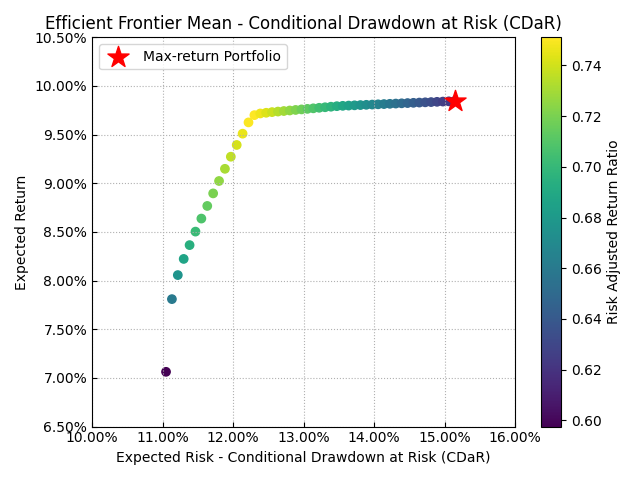 Efficient Frontier Mean - Conditional Drawdown at Risk (CDaR)
Max-return Portfolio
Expected Return
10.50%
10.00%
9.50%
9.00%
8.50%
8.00%
7.50%
7.00%
6.50%
10.00% 11.00% 12.00% 13.00% 14.00% 15.00% 16.00%
Expected Risk - Conditional Drawdown at Risk (CDaR)
0.74
0.72
0.70
0.68
0.66
0.64
0.62
0.60
Risk Adjusted Return Ratio